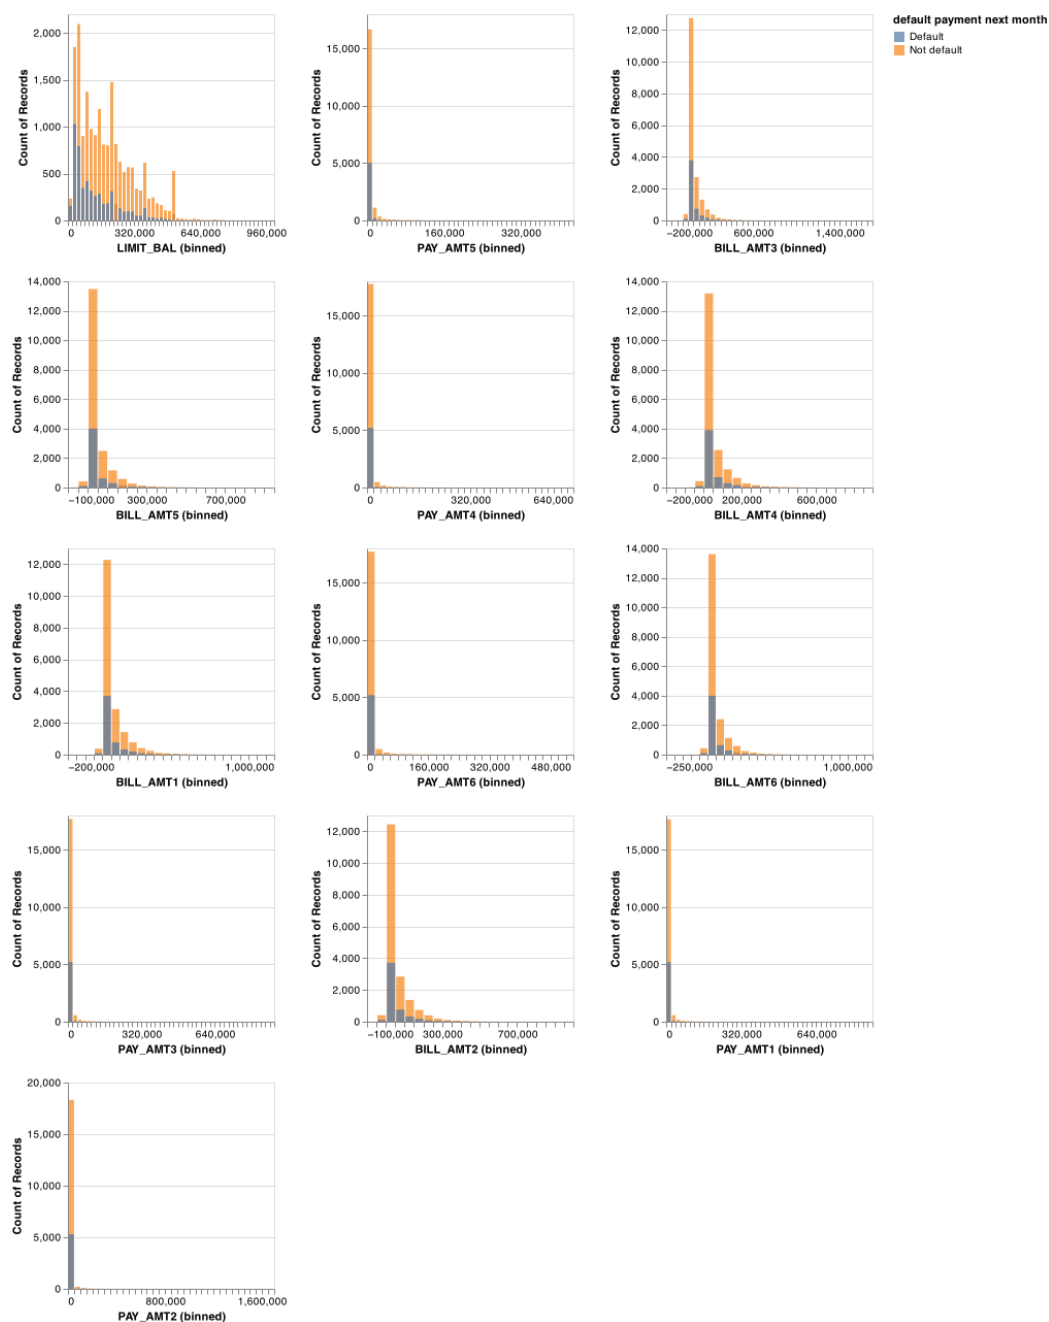 default payment next month
Default
Not default
2,000
1,500
1,000
500
0
Count of Records
0 320,000 640,000 960,000
LIMIT_BAL (binned)
15,000
10,000
5,000
0
Count of Records
0 160,000 320,000
PAY_AMT5 (binned)
12,000
10,000
8,000
6,000
4,000
2,000
0
Count of Records
−200,000 600,000 1,400,000
BILL_AMT3 (binned)
14,000
12,000
10,000
8,000
6,000
4,000
2,000
0
Count of Records
−100,000 300,000 700,000
BILL_AMT5 (binned)
15,000
10,000
5,000
0
Count of Records
0 320,000 640,000
PAY_AMT4 (binned)
14,000
12,000
10,000
8,000
6,000
4,000
2,000
0
Count of Records
−200,000 200,000 600,000
BILL_AMT4 (binned)
12,000
10,000
8,000
6,000
4,000
2,000
0
Count of Records
−200,000 1,000,000
BILL_AMT1 (binned)
15,000
10,000
5,000
0
Count of Records
0 160,000 320,000 480,000
PAY_AMT6 (binned)
14,000
12,000
10,000
8,000
6,000
4,000
2,000
0
Count of Records
−250,000 1,000,000
BILL_AMT6 (binned)
15,000
10,000
5,000
0
Count of Records
0 320,000 640,000
PAY_AMT3 (binned)
12,000
10,000
8,000
6,000
4,000
2,000
0
Count of Records
−100,000 300,000 700,000
BILL_AMT2 (binned)
15,000
10,000
5,000
0
Count of Records
0 320,000 640,000
PAY_AMT1 (binned)
20,000
15,000
10,000
5,000
0
Count of Records
0 800,000 1,600,000
PAY_AMT2 (binned)